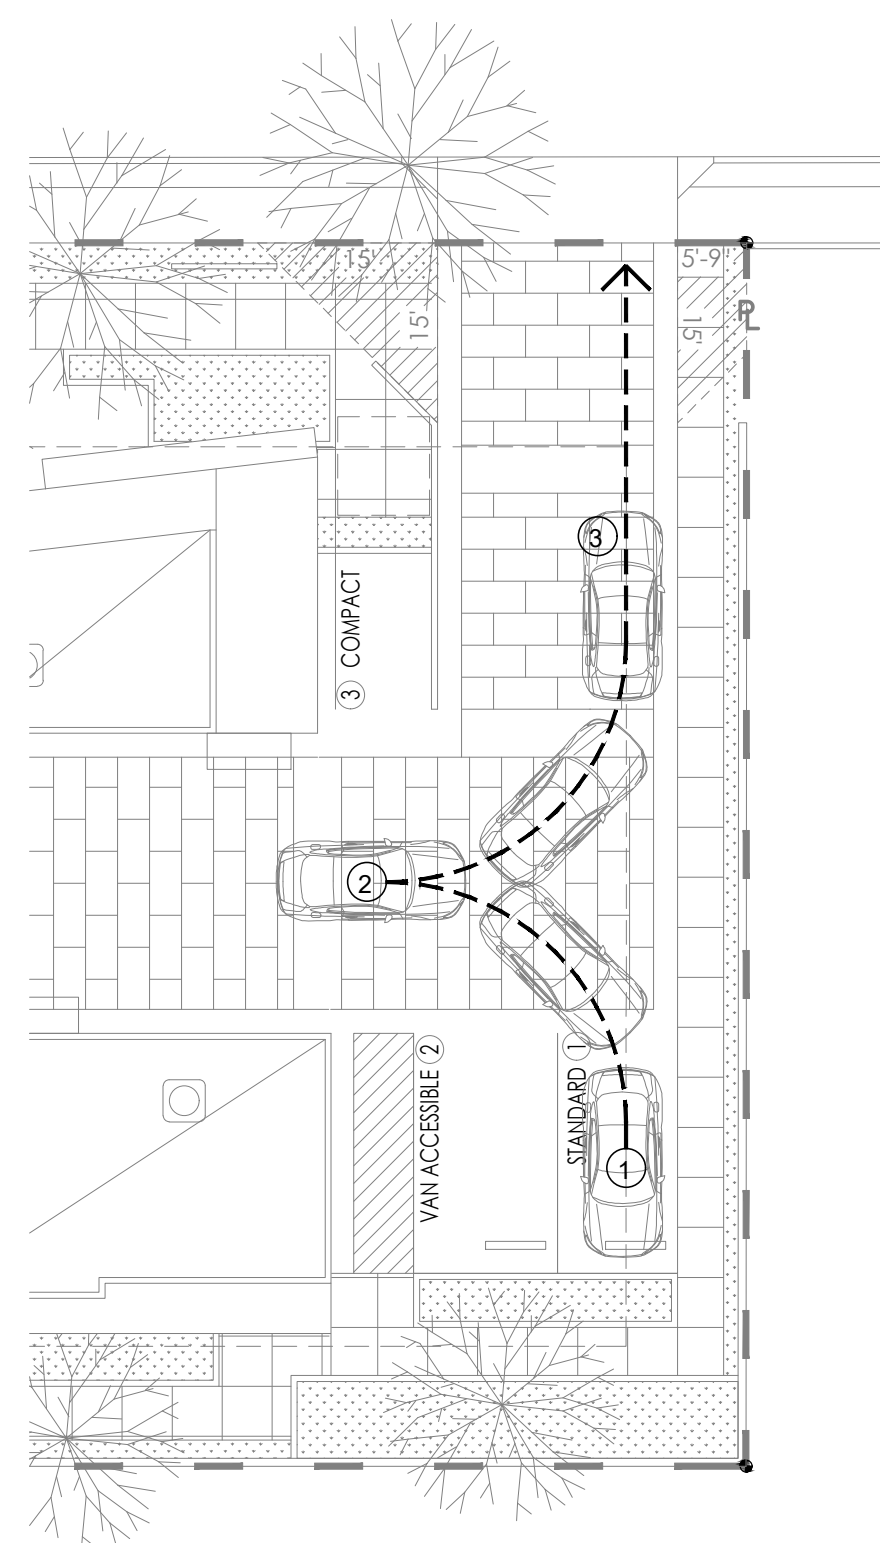 15'
5'-9"
15'
15'
PL
3
3 COMPACT
2
VAN ACCESSIBLE 2
STANDARD 1
1